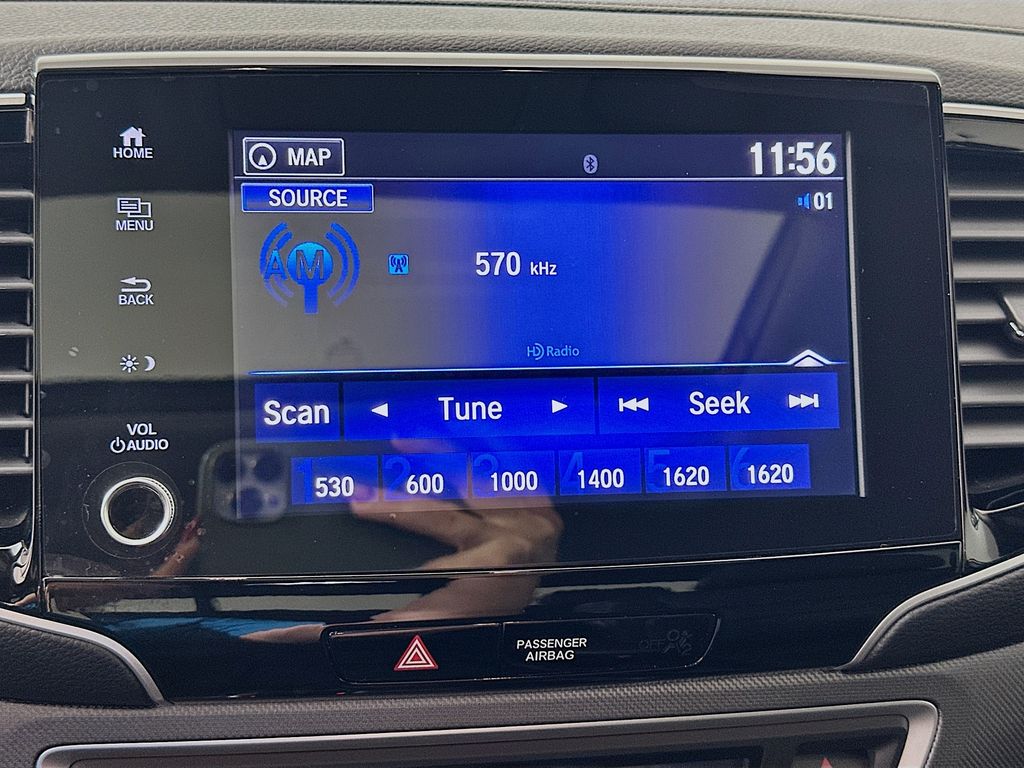 HOME
MENU
BACK
VOL
AUDIO
MAP
11:56
SOURCE
01
AM
570 kHz
HD Radio
Scan
Tune
Seek
1 530
2 600
3 1000
4 1400
5 1620
6 1620
PASSENGER
AIRBAG
OFF